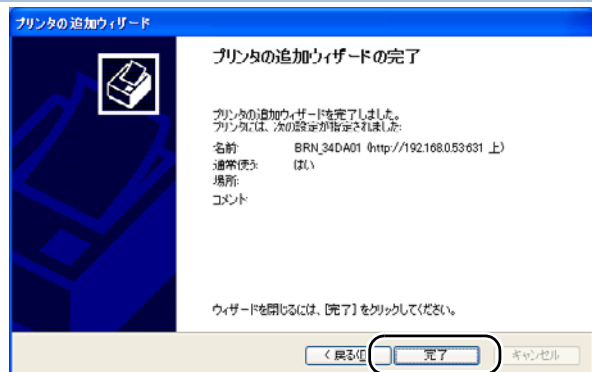 プリンタの追加ウィザード
プリンタの追加ウィザードの完了
プリンタの追加ウィザードを完了しました。
プリンタには、次の設定が指定されました:
名前: BRN_34DA01 (http://192.168.0.53:631 上)
通常使う: はい
場所:
コメント:
ウィザードを閉じるには、[完了] をクリックしてください。
< 戻る(B)
完了
キャンセル